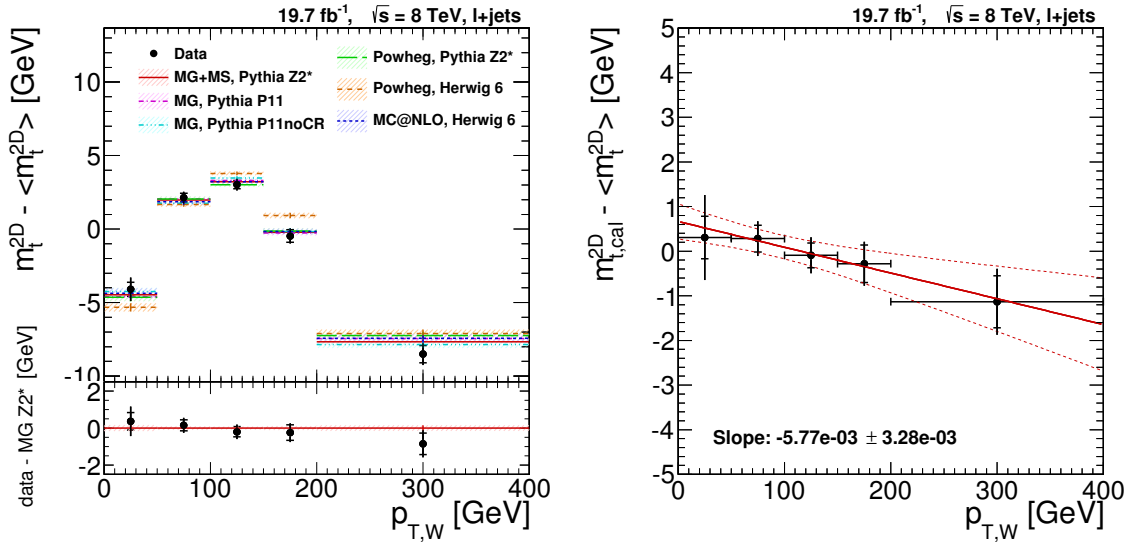 19.7 fb⁻¹, √s = 8 TeV, l+jets
m_t^2D - <m_t^2D> [GeV]
10
5
0
-5
-10
Data
MG+MS, Pythia Z2*
MG, Pythia P11
MG, Pythia P11noCR
Powheg, Pythia Z2*
Powheg, Herwig 6
MC@NLO, Herwig 6
data - MG Z2* [GeV]
2
0
-2
0 100 200 300 400
p_T,W [GeV]
19.7 fb⁻¹, √s = 8 TeV, l+jets
m_t,cal^2D - <m_t^2D> [GeV]
5
4
3
2
1
0
-1
-2
-3
-4
-5
Slope: -5.77e-03 ± 3.28e-03
0 100 200 300 400
p_T,W [GeV]